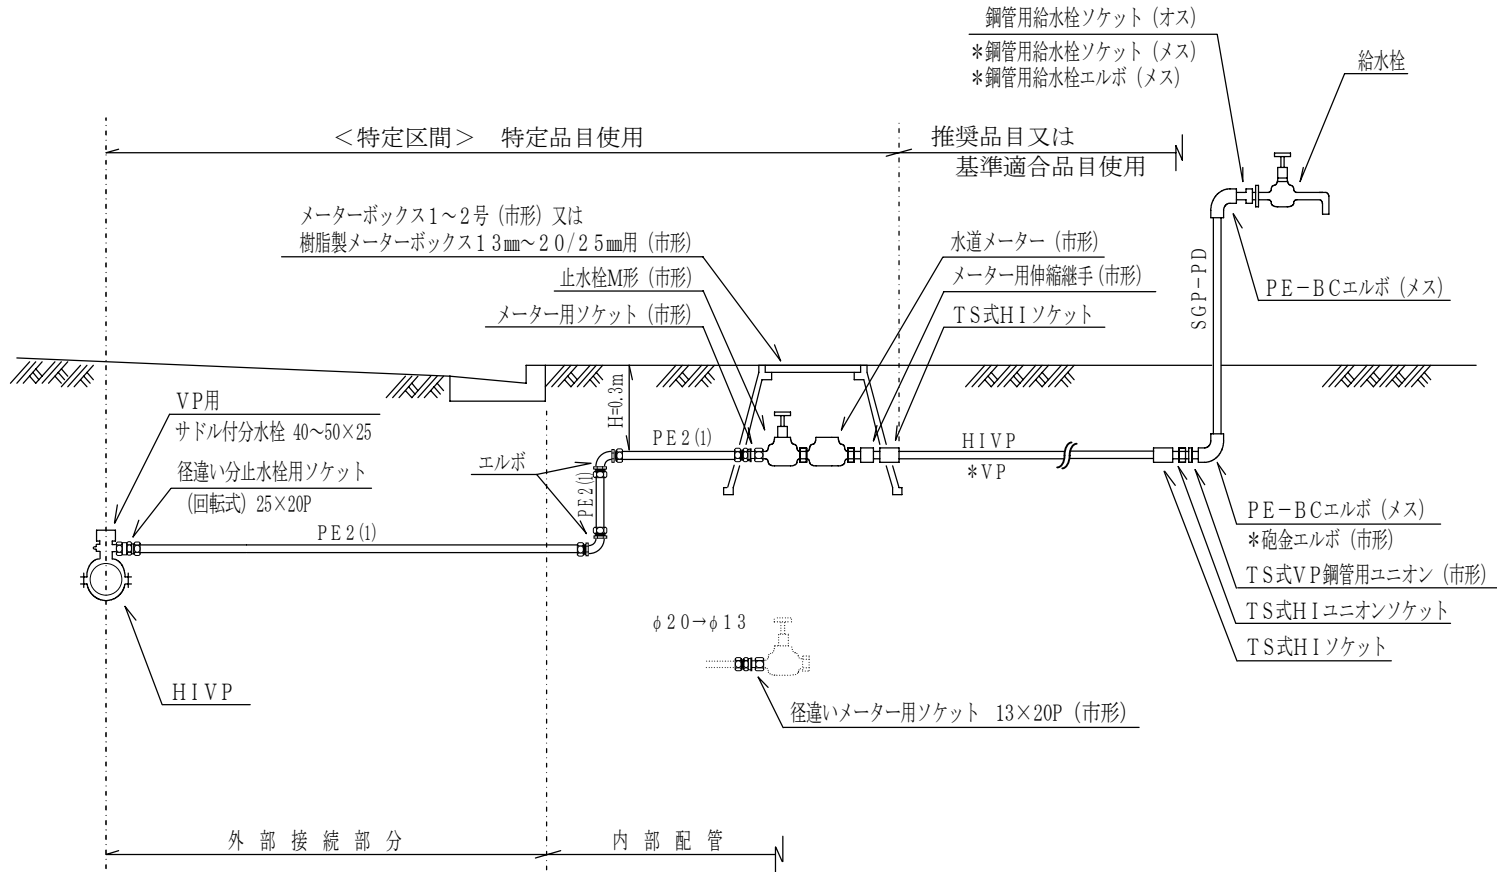 鋼管用給水栓ソケット（オス）
＊鋼管用給水栓ソケット（メス）
＊鋼管用給水栓エルボ（メス）
給水栓
＜特定区間＞　特定品目使用
推奨品目又は
基準適合品目使用
メーターボックス１～２号（市形）又は
樹脂製メーターボックス１３㎜～２０/２５㎜用（市形）
止水栓Ｍ形（市形）
メーター用ソケット（市形）
水道メーター（市形）
メーター用伸縮継手（市形）
ＴＳ式ＨＩソケット
SGP-PD
ＰＥ－ＢＣエルボ（メス）
ＶＰ用
サドル付分水栓 40～50×25
径違い分止水栓用ソケット
（回転式）25×20P
エルボ
H=0.3m
PE2(1)
PE2(1)
PE2(1)
ＨＩＶＰ
＊ＶＰ
ＰＥ－ＢＣエルボ（メス）
＊砲金エルボ（市形）
ＴＳ式ＶＰ鋼管用ユニオン（市形）
ＴＳ式ＨＩユニオンソケット
ＴＳ式ＨＩソケット
φ20→φ13
ＨＩＶＰ
径違いメーター用ソケット　13×20P（市形）
外部接続部分
内部配管